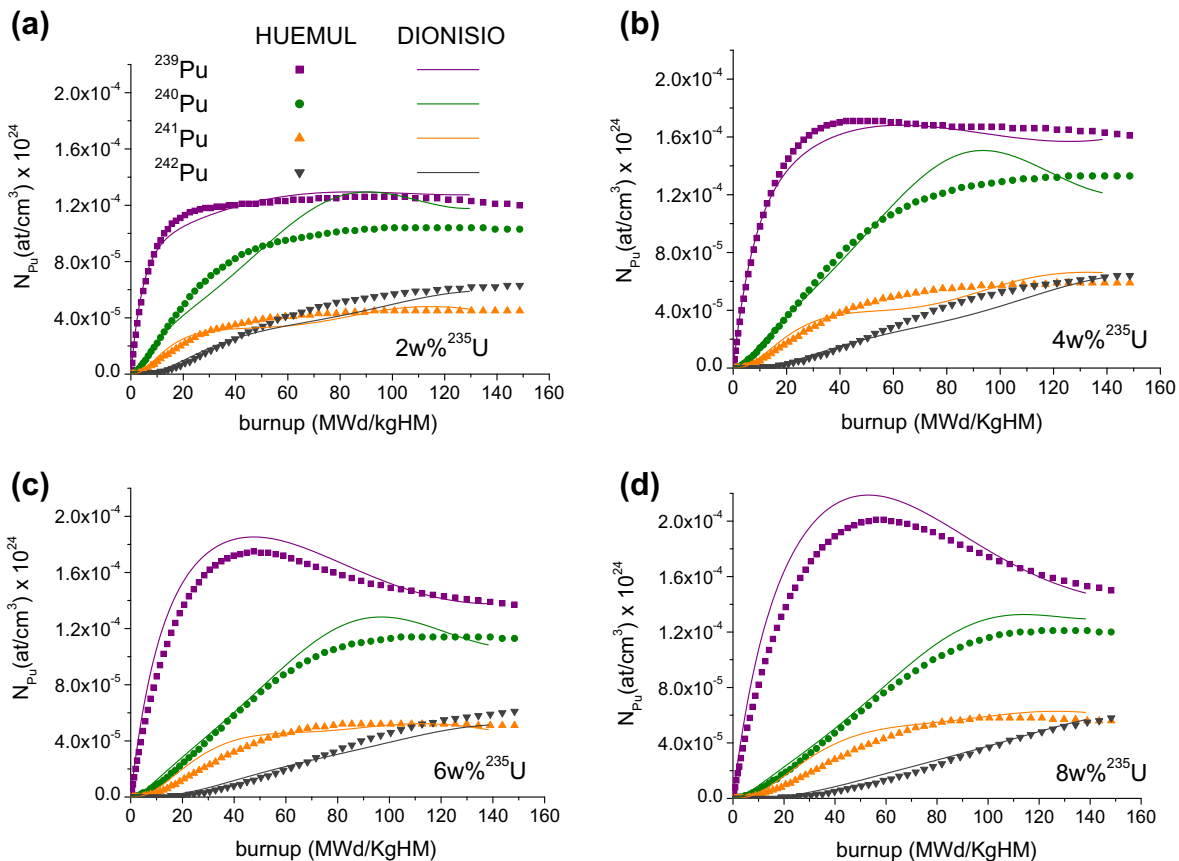 (a) HUEMUL DIONISIO
²³⁹Pu
²⁴⁰Pu
²⁴¹Pu
²⁴²Pu
2.0x10⁻⁴
1.6x10⁻⁴
1.2x10⁻⁴
8.0x10⁻⁵
4.0x10⁻⁵
0.0
N_Pu(at/cm³) x 10²⁴
2w%²³⁵U
0 20 40 60 80 100 120 140 160
burnup (MWd/kgHM)
(b)
2.0x10⁻⁴
1.6x10⁻⁴
1.2x10⁻⁴
8.0x10⁻⁵
4.0x10⁻⁵
0.0
N_Pu(at/cm³) x 10²⁴
4w%²³⁵U
0 20 40 60 80 100 120 140 160
burnup (MWd/KgHM)
(c)
2.0x10⁻⁴
1.6x10⁻⁴
1.2x10⁻⁴
8.0x10⁻⁵
4.0x10⁻⁵
0.0
N_Pu(at/cm³) x 10²⁴
6w%²³⁵U
0 20 40 60 80 100 120 140 160
burnup (MWd/KgHM)
(d)
2.0x10⁻⁴
1.6x10⁻⁴
1.2x10⁻⁴
8.0x10⁻⁵
4.0x10⁻⁵
0.0
N_Pu(at/cm³) x 10²⁴
8w%²³⁵U
0 20 40 60 80 100 120 140 160
burnup (MWd/KgHM)